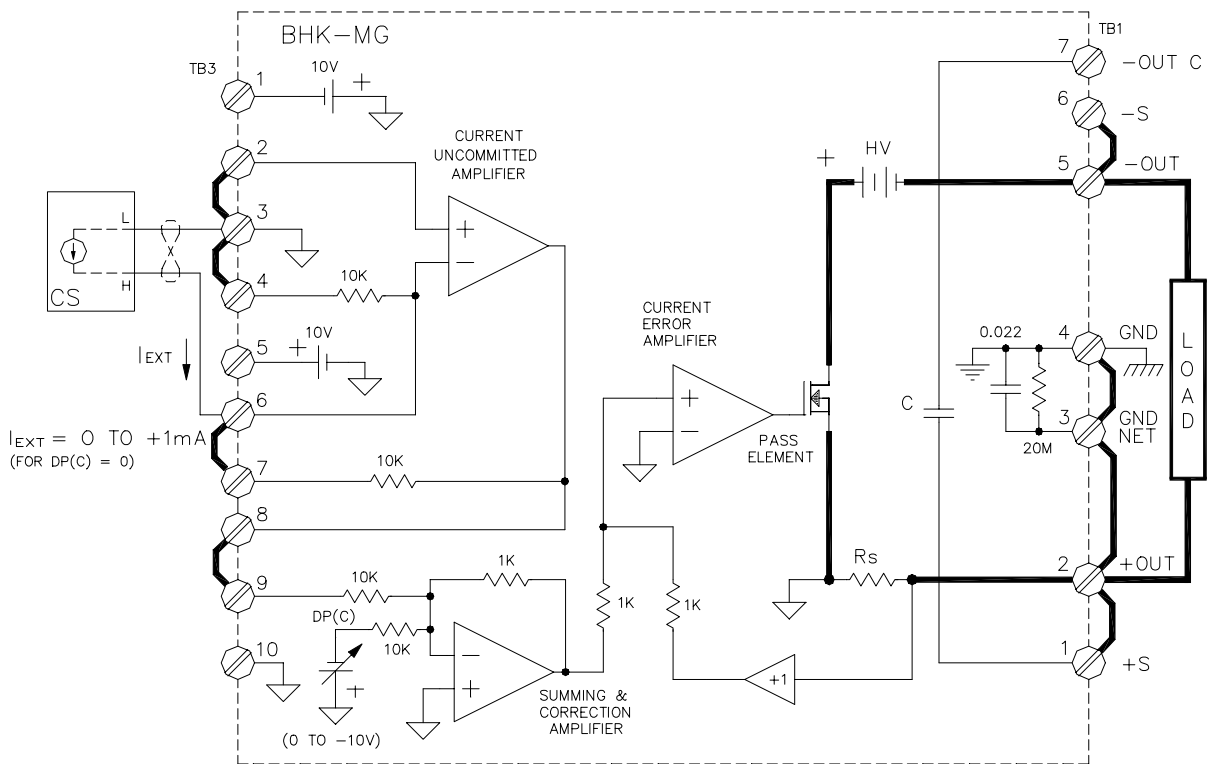 BHK-MG
TB3
TB1
1
10V
+
7
-OUT C
6
-S
2
CURRENT
UNCOMMITTED
AMPLIFIER
+
HV
5
-OUT
L
3
+
-
H
CS
4
10K
CURRENT
ERROR
AMPLIFIER
0.022
4
GND
LOAD
5
+
10V
IEXT
6
+
-
C
3
GND
NET
20M
IEXT = 0 TO +1mA
(FOR DP(C) = 0)
PASS
ELEMENT
7
10K
8
Rs
2
+OUT
9
10K
1K
1K
1K
DP(C)
10K
10
+
-
+
+1
1
+S
SUMMING &
CORRECTION
AMPLIFIER
(0 TO -10V)